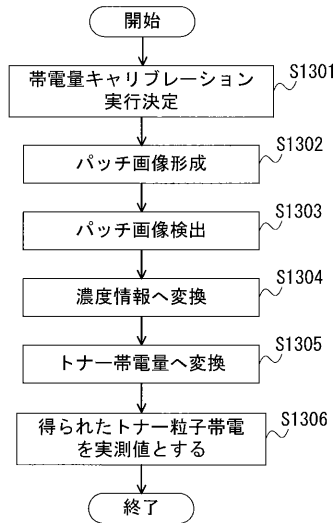 開始
帯電量キャリブレーション
実行決定
S1301
パッチ画像形成
S1302
パッチ画像検出
S1303
濃度情報へ変換
S1304
トナー帯電量へ変換
S1305
得られたトナー粒子帯電
を実測値とする
S1306
終了